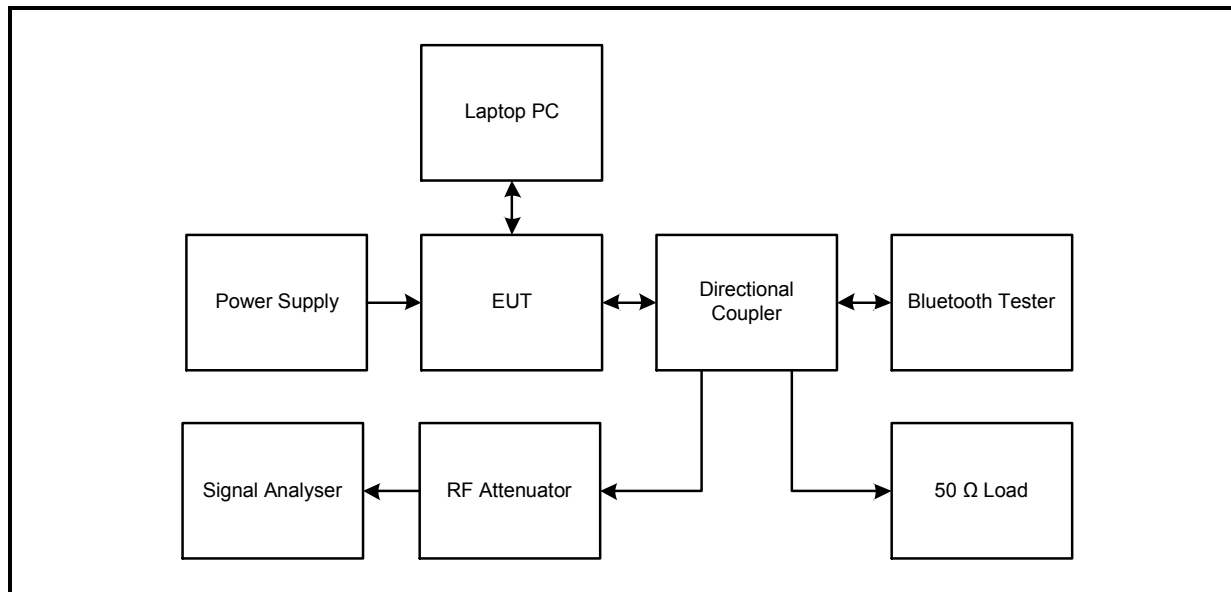 Laptop PC
Power Supply
EUT
Directional
Coupler
Bluetooth Tester
Signal Analyser
RF Attenuator
50 Ω Load